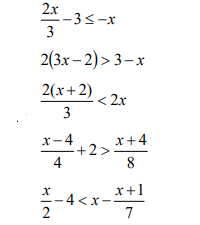 2x/3 − 3 ≤ −x
2(3x − 2) > 3 − x
2(x + 2)/3 < 2x
x − 4/4 + 2 > x + 4/8
x/2 − 4 < x − x + 1/7